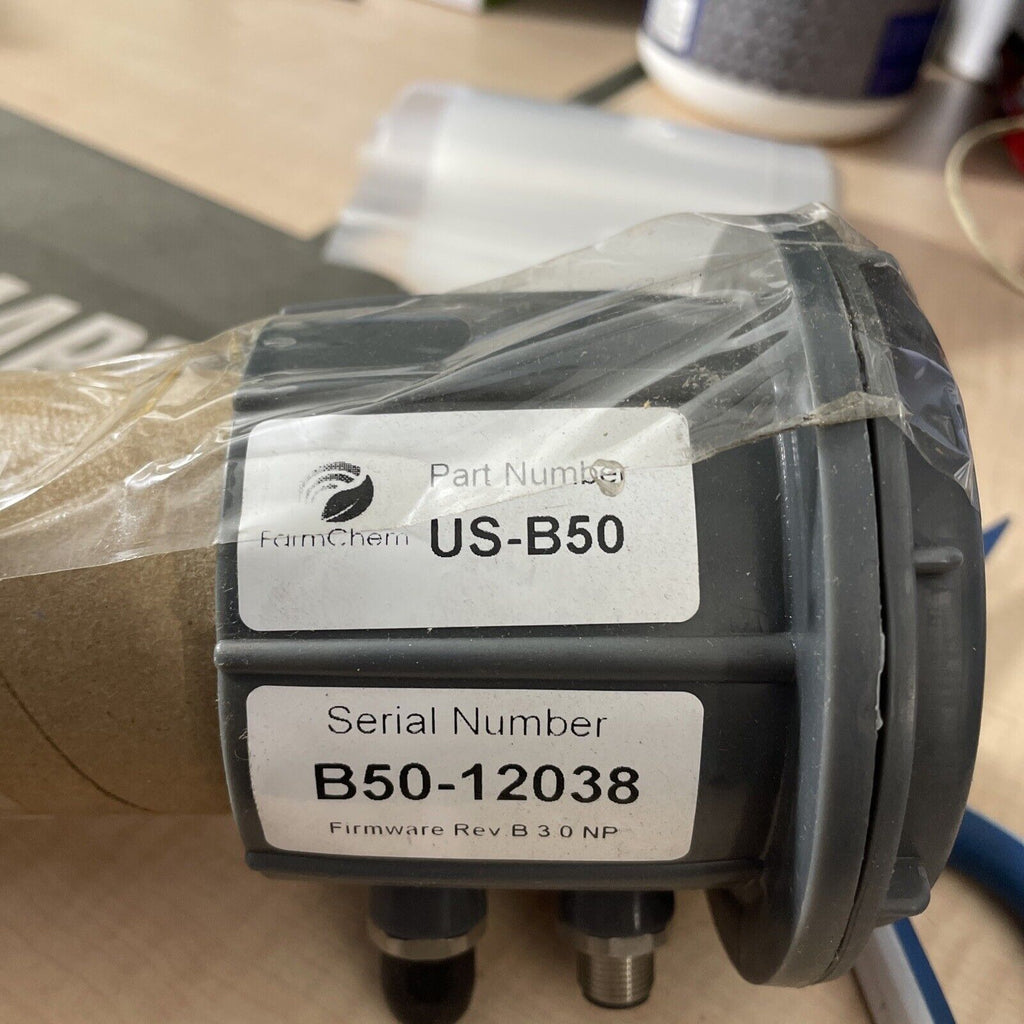 Part Number
FarmChem
US-B50
Serial Number
B50-12038
Firmware Rev B 3.0 NP